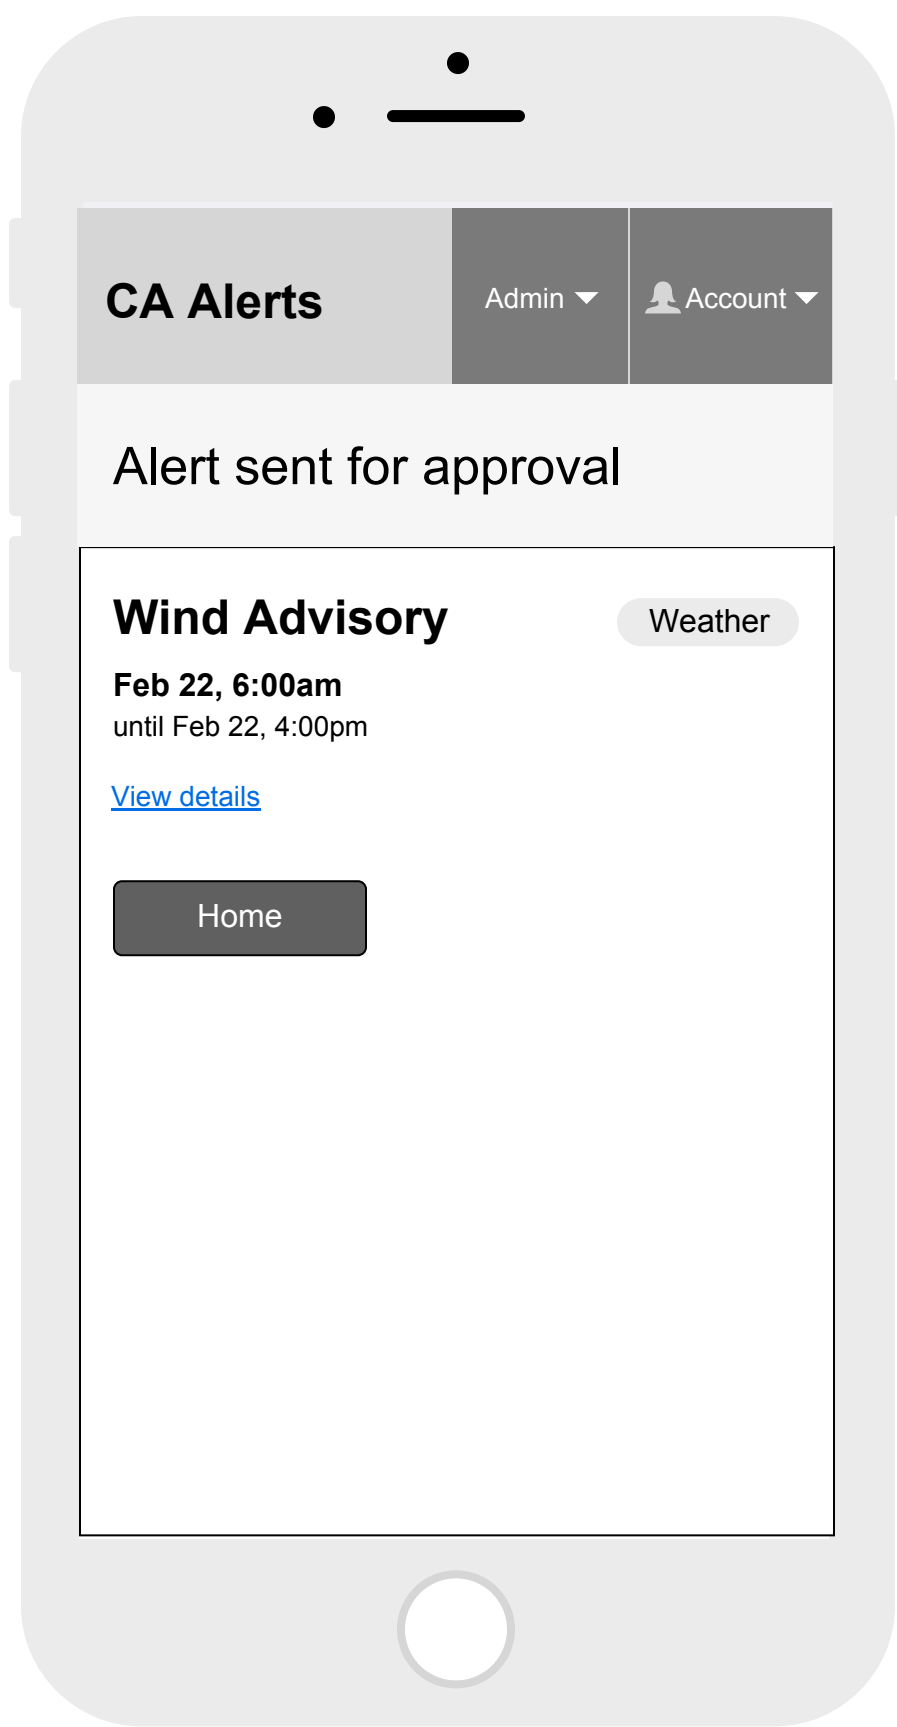 CA Alerts
Admin
Account
Alert sent for approval
Wind Advisory
Weather
Feb 22, 6:00am
until Feb 22, 4:00pm
View details
Home